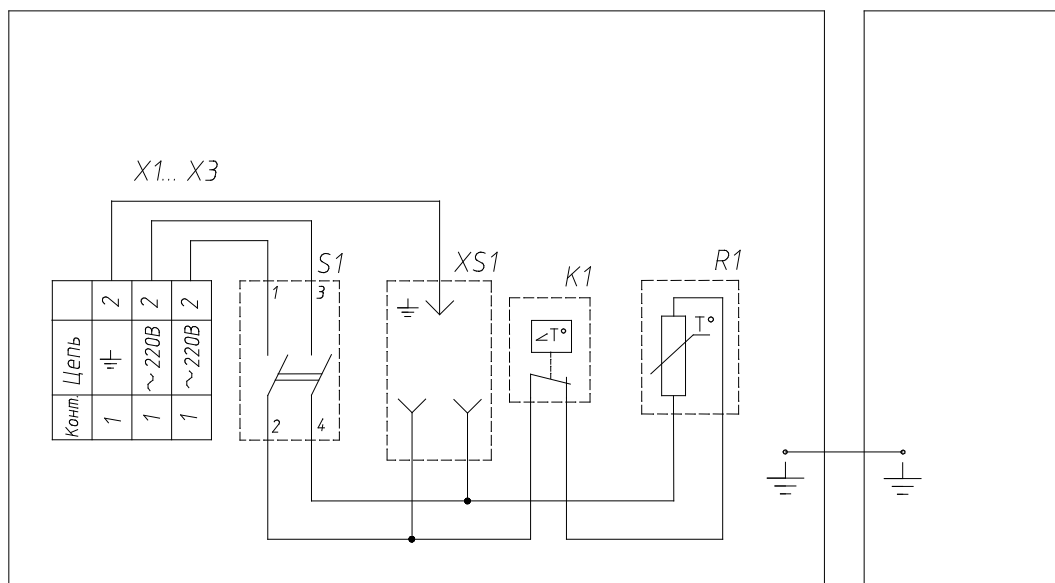 X1... X3
S1
XS1
K1
R1
Конт. 1 1 1
Цепь ~220В ~220В
2 2 2
1 3
2 4
∠T°
T°